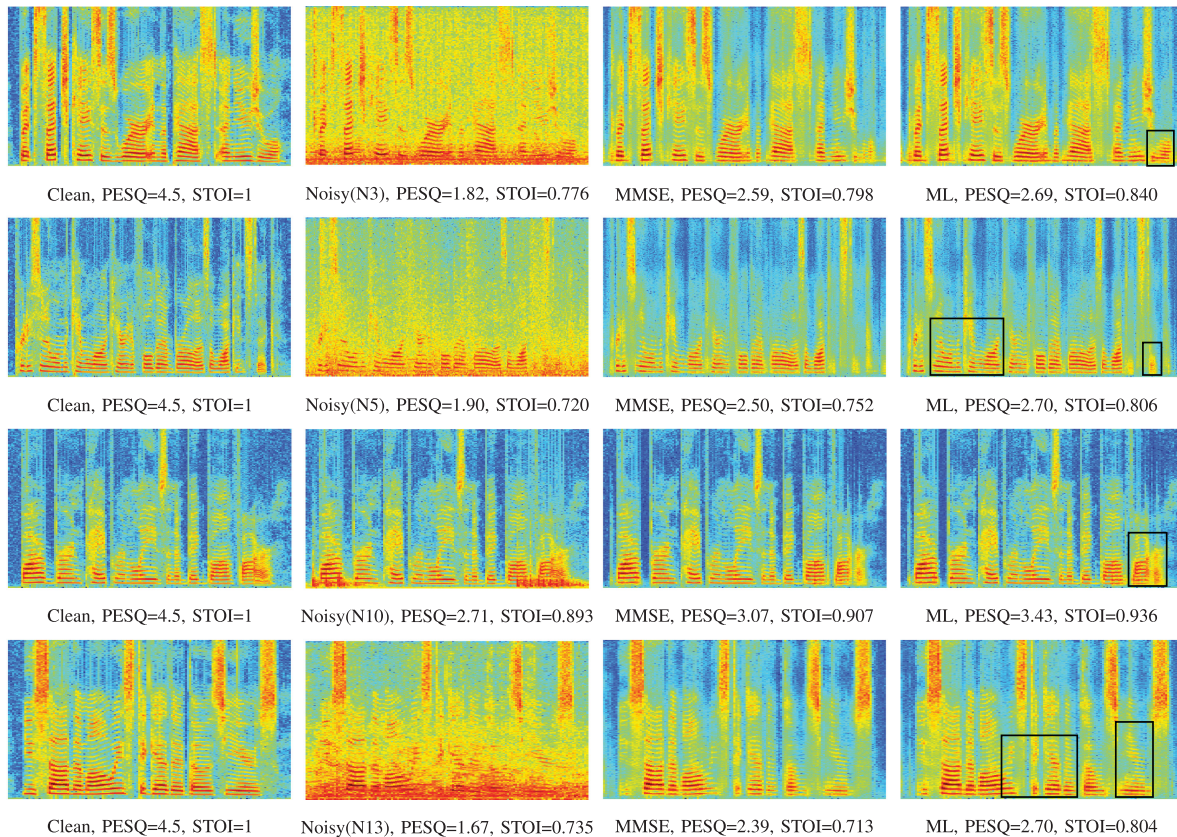 Clean, PESQ=4.5, STOI=1
Noisy(N3), PESQ=1.82, STOI=0.776
MMSE, PESQ=2.59, STOI=0.798
ML, PESQ=2.69, STOI=0.840
Clean, PESQ=4.5, STOI=1
Noisy(N5), PESQ=1.90, STOI=0.720
MMSE, PESQ=2.50, STOI=0.752
ML, PESQ=2.70, STOI=0.806
Clean, PESQ=4.5, STOI=1
Noisy(N10), PESQ=2.71, STOI=0.893
MMSE, PESQ=3.07, STOI=0.907
ML, PESQ=3.43, STOI=0.936
Clean, PESQ=4.5, STOI=1
Noisy(N13), PESQ=1.67, STOI=0.735
MMSE, PESQ=2.39, STOI=0.713
ML, PESQ=2.70, STOI=0.804